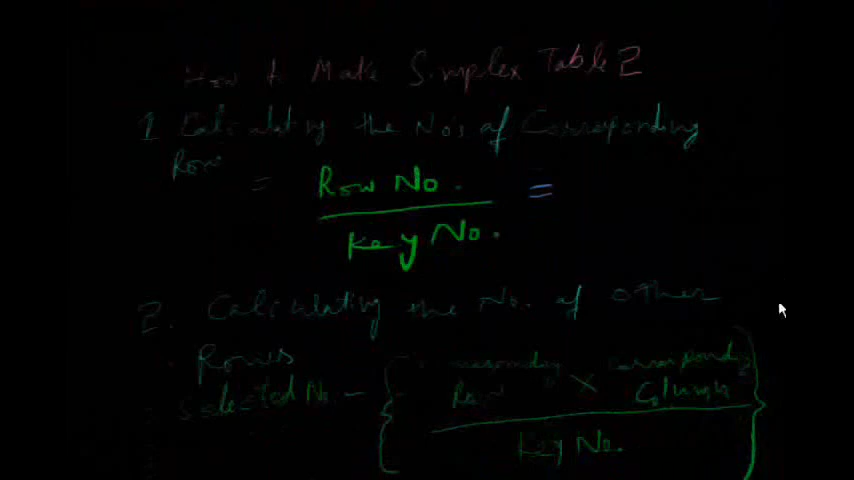 How to Make Simplex Table 2
1 Calculating the No's of Corresponding
Row
= Row No. =
Key No.
2. Calculating the No. of other
Rows
corresponding corresponding
Selected No - { Row X Column }
Key No.